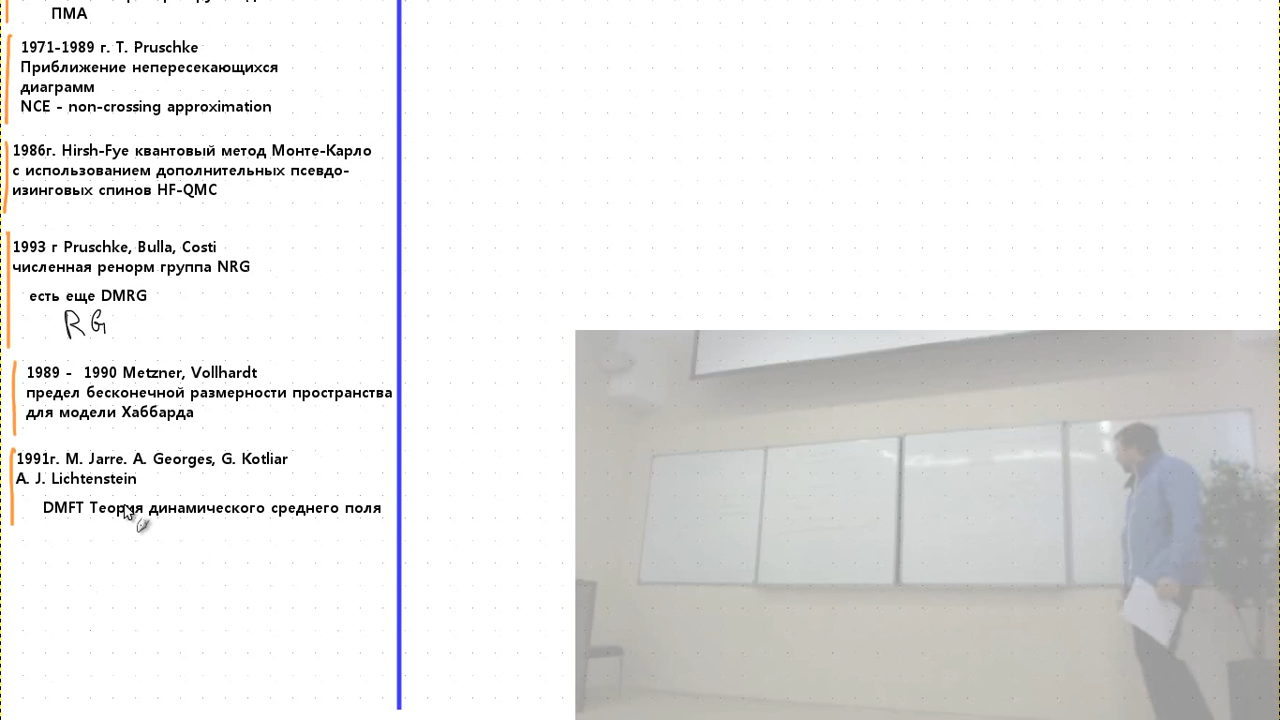 ПМА
1971-1989 г. T. Pruschke
Приближение непересекающихся
диаграмм
NCE - non-crossing approximation
1986г. Hirsh-Fye квантовый метод Монте-Карло
с использованием дополнительных псевдо-
изинговых спинов HF-QMC
1993 г Pruschke, Bulla, Costi
численная ренорм группа NRG
есть еще DMRG
RG
1989 - 1990 Metzner, Vollhardt
предел бесконечной размерности пространства
для модели Хаббарда
1991г. M. Jarre. A. Georges, G. Kotliar
A. J. Lichtenstein
DMFT Теория динамического среднего поля